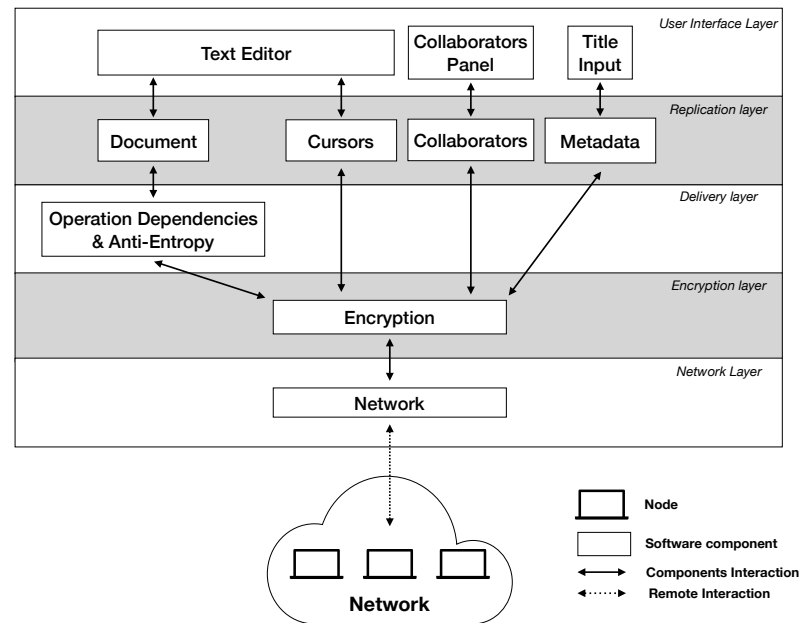 User Interface Layer
Text Editor
Collaborators
Panel
Title
Input
Replication layer
Document
Cursors
Collaborators
Metadata
Delivery layer
Operation Dependencies
& Anti-Entropy
Encryption layer
Encryption
Network Layer
Network
Node
Software component
Components Interaction
Remote Interaction
Network